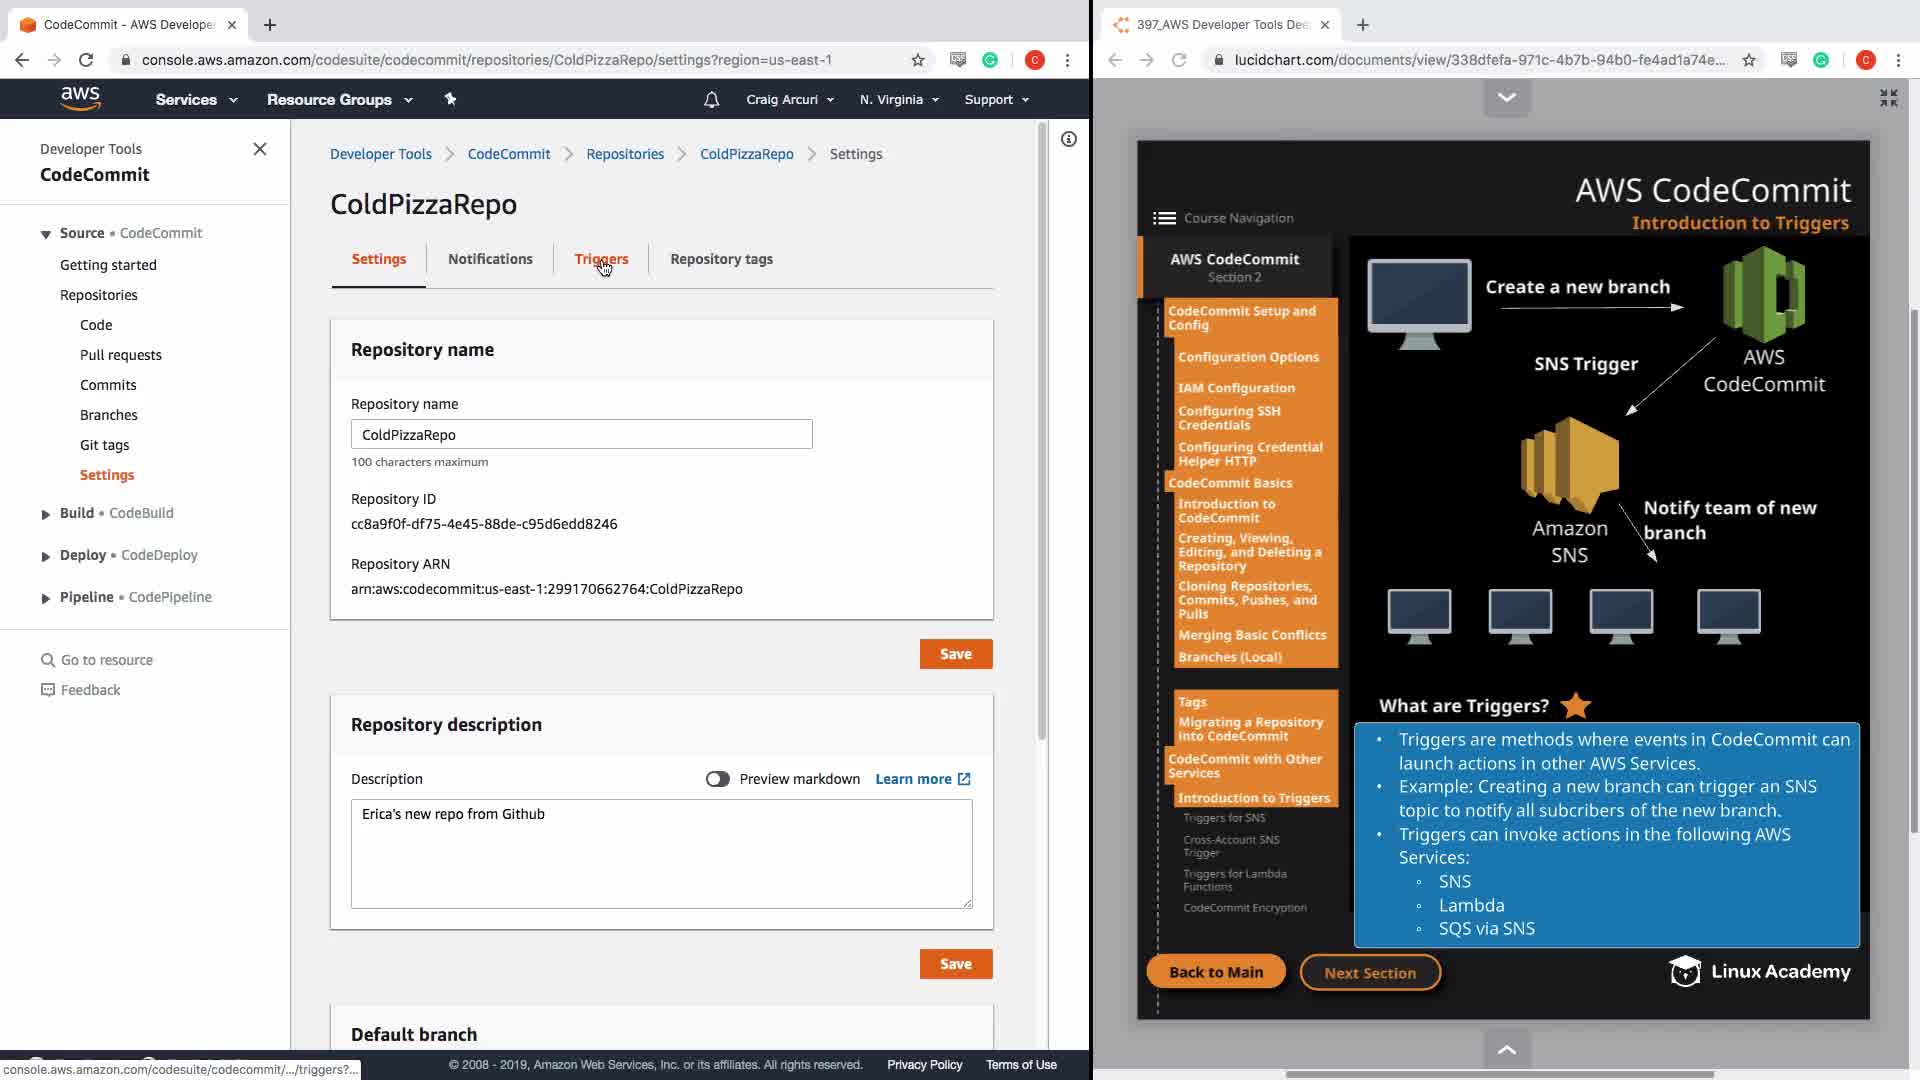 CodeCommit - AWS Developer
console.aws.amazon.com/codesuite/codecommit/repositories/ColdPizzaRepo/settings?region=us-east-1
C
aws
Services
Resource Groups
Craig Arcuri
N. Virginia
Support
Developer Tools
CodeCommit
Source • CodeCommit
Getting started
Repositories
Code
Pull requests
Commits
Branches
Git tags
Settings
Build • CodeBuild
Deploy • CodeDeploy
Pipeline • CodePipeline
Go to resource
Feedback
Developer Tools
CodeCommit
Repositories
ColdPizzaRepo
Settings
ColdPizzaRepo
Settings
Notifications
Triggers
Repository tags
Repository name
Repository name
ColdPizzaRepo
100 characters maximum
Repository ID
cc8a9f0f-df75-4e45-88de-c95d6edd8246
Repository ARN
arn:aws:codecommit:us-east-1:299170662764:ColdPizzaRepo
Save
Repository description
Description
Preview markdown
Learn more
Erica's new repo from Github
Save
Default branch
console.aws.amazon.com/codesuite/codecommit/.../triggers?...
© 2008 - 2019, Amazon Web Services, Inc. or its affiliates. All rights reserved.
Privacy Policy
Terms of Use
397_AWS Developer Tools Dee
lucidchart.com/documents/view/338dfefa-971c-4b7b-94b0-fe4ad1a74e...
C
AWS CodeCommit
Introduction to Triggers
Course Navigation
AWS CodeCommit
Section 2
CodeCommit Setup and
Config
Configuration Options
IAM Configuration
Configuring SSH
Credentials
Configuring Credential
Helper HTTP
CodeCommit Basics
Introduction to
CodeCommit
Creating, Viewing,
Editing, and Deleting a
Repository
Cloning Repositories,
Commits, Pushes, and
Pulls
Merging Basic Conflicts
Branches (Local)
Tags
Migrating a Repository
into CodeCommit
CodeCommit with Other
Services
Introduction to Triggers
Triggers for SNS
Cross-Account SNS
Trigger
Triggers for Lambda
Functions
CodeCommit Encryption
Create a new branch
AWS
CodeCommit
SNS Trigger
Amazon
SNS
Notify team of new
branch
What are Triggers?
• Triggers are methods where events in CodeCommit can
launch actions in other AWS Services.
• Example: Creating a new branch can trigger an SNS
topic to notify all subcribers of the new branch.
• Triggers can invoke actions in the following AWS
Services:
◦ SNS
◦ Lambda
◦ SQS via SNS
Back to Main
Next Section
Linux Academy